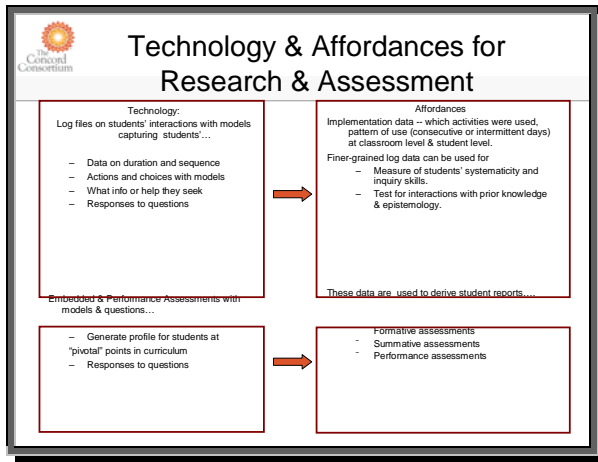 The
Concord
Consortium
Technology & Affordances for
Research & Assessment
Technology:
Log files on students' interactions with models
capturing students'…
– Data on duration and sequence
– Actions and choices with models
– What info or help they seek
– Responses to questions
Embedded & Performance Assessments with
models & questions…
– Generate profile for students at
"pivotal" points in curriculum
– Responses to questions
Affordances
Implementation data -- which activities were used,
pattern of use (consecutive or intermittent days)
at classroom level & student level.
Finer-grained log data can be used for
– Measure of students' systematicity and
inquiry skills.
– Test for interactions with prior knowledge
& epistemology.
These data are used to derive student reports….
Formative assessments
- Summative assessments
- Performance assessments